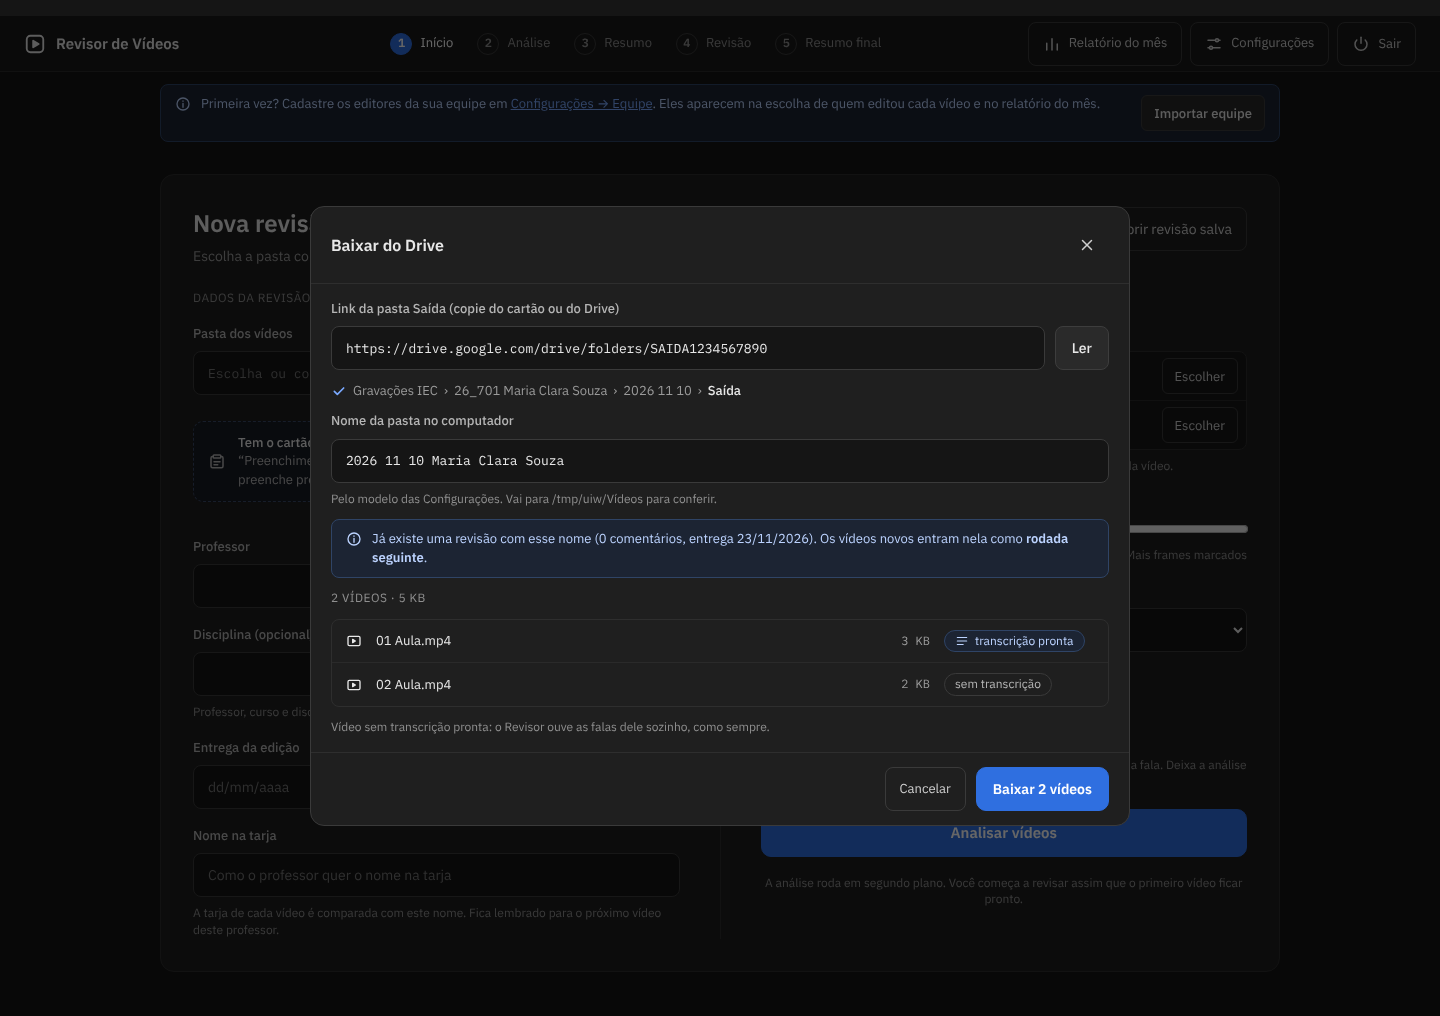 Revisor de Vídeos
1 Início
2 Análise
3 Resumo
4 Revisão
5 Resumo final
Relatório do mês
Configurações
Sair
Primeira vez? Cadastre os editores da sua equipe em Configurações → Equipe. Eles aparecem na escolha de quem editou cada vídeo e no relatório do mês.
Importar equipe
Nova revis
Escolha a pasta co
brir revisão salva
DADOS DA REVISÃO
Pasta dos vídeos
Escolha ou co
Escolher
Escolher
Tem o cartão
"Preenchime
preenche pr
la vídeo.
Mais frames marcados
Professor
Disciplina (opcional
Professor, curso e dis
Entrega da edição
dd/mm/aaaa
a fala. Deixa a análise
Nome na tarja
Como o professor quer o nome na tarja
A tarja de cada vídeo é comparada com este nome. Fica lembrado para o próximo vídeo
deste professor.
Analisar vídeos
A análise roda em segundo plano. Você começa a revisar assim que o primeiro vídeo ficar
pronto.
Baixar do Drive
Link da pasta Saída (copie do cartão ou do Drive)
https://drive.google.com/drive/folders/SAIDA1234567890
Ler
Gravações IEC › 26_701 Maria Clara Souza › 2026 11 10 › Saída
Nome da pasta no computador
2026 11 10 Maria Clara Souza
Pelo modelo das Configurações. Vai para /tmp/uiw/Vídeos para conferir.
Já existe uma revisão com esse nome (0 comentários, entrega 23/11/2026). Os vídeos novos entram nela como rodada
seguinte.
2 VÍDEOS · 5 KB
01 Aula.mp4 3 KB transcrição pronta
02 Aula.mp4 2 KB sem transcrição
Vídeo sem transcrição pronta: o Revisor ouve as falas dele sozinho, como sempre.
Cancelar
Baixar 2 vídeos